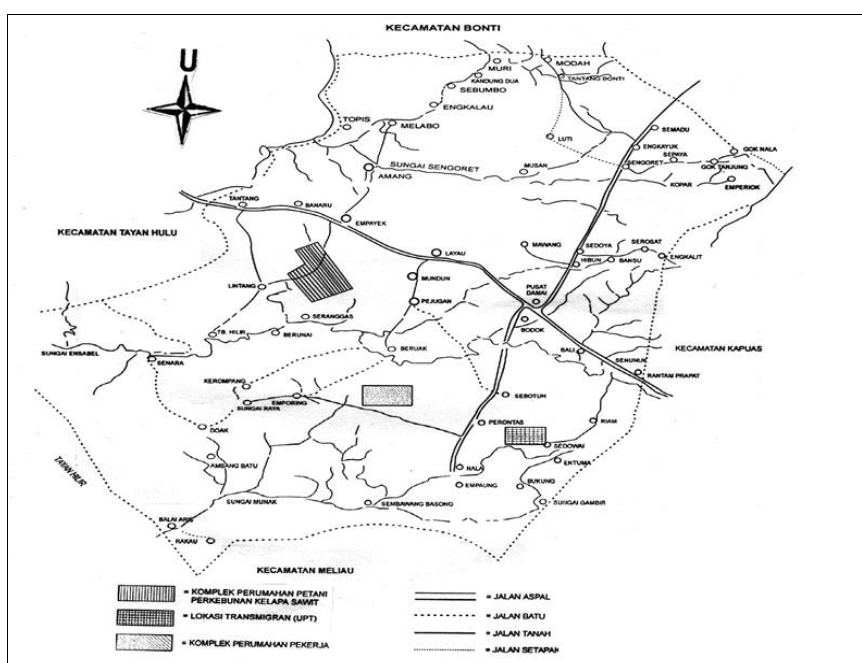 KECAMATAN BONTI
U
MURI
MODAH
KANDUNG DUA
TANTANG BONTI
SEBUMBO
ENGKALAU
TOPIS
MELABO
SEMADU
LUTI
ENGKAYUK
GOK NALA
SEPAYA
SENGORET
GOK TANJUNG
SUNGAI SENGORET
MUSAN
AMANG
KOPAR
EMPERIOK
TANTANG
BANARU
EMPAYEK
KECAMATAN TAYAN HULU
MAWANG
SEDOYA
SEROSAT
LAYAU
HIBUN
BANSU
ENGKALIT
MUNDUN
LINTANG
PUSAT
DAMAI
PEJUGAN
SERANGGAS
BODOK
TB. HILIR
BERUNAI
SUNGAI ENSABEL
BERUAK
BALI
SENUNUK
KECAMATAN KAPUAS
SENARA
RANTAM PRAPAT
KEROMPANG
EMPORING
SEBOTUH
SUNGAI RAYA
DOAK
PERONTAS
RIAM
SEDOWAI
TAYAN HILIR
AMBANG BATU
NALA
ENTUMA
EMPAUNG
BUKUNG
SUNGAI MUNAK
SEMBAWANG BASONG
SUNGAI GAMBIR
BALAI ARIS
RAKAU
KECAMATAN MELIAU
= KOMPLEK PERUMAHAN PETANI
PERKEBUNAN KELAPA SAWIT
= LOKASI TRANSMIGRAN (UPT)
= KOMPLEK PERUMAHAN PEKERJA
= JALAN ASPAL
= JALAN BATU
= JALAN TANAH
= JALAN SETAPAK